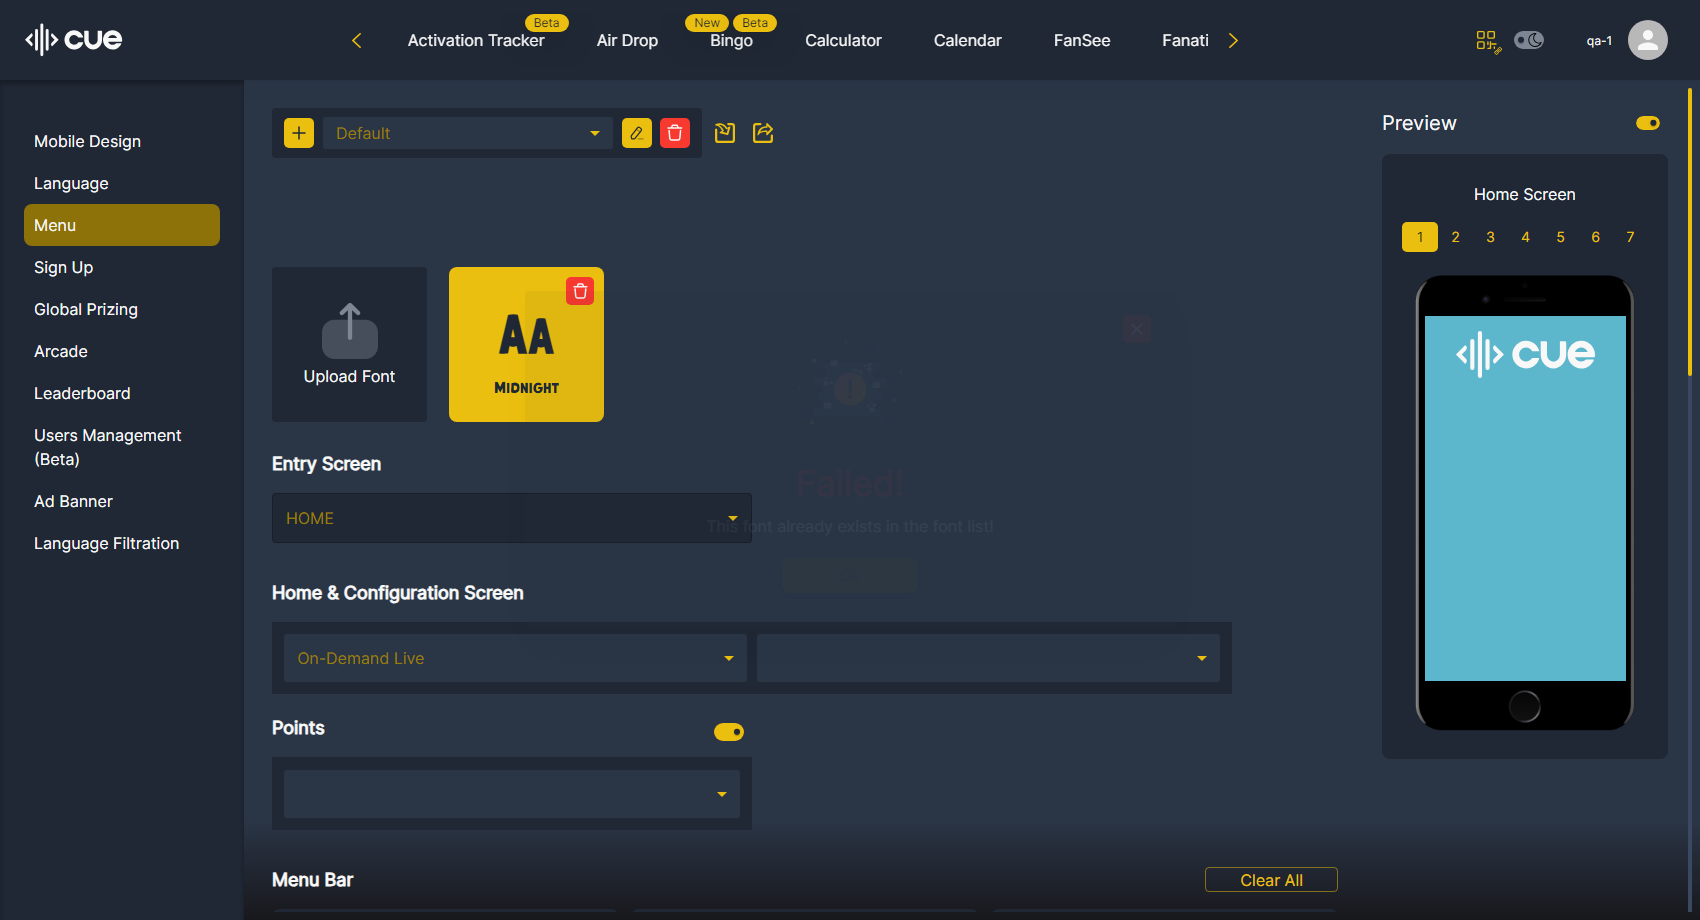 cue
Beta
New
Beta
Activation Tracker
Air Drop
Bingo
Calculator
Calendar
FanSee
Fanati
qa-1
Mobile Design
Language
Menu
Sign Up
Global Prizing
Arcade
Leaderboard
Users Management
(Beta)
Ad Banner
Language Filtration
Default
Upload Font
AA
MIDNIGHT
Failed!
This font already exists in the font list!
Entry Screen
HOME
Home & Configuration Screen
On-Demand Live
Points
Menu Bar
Clear All
Preview
Home Screen
1 2 3 4 5 6 7
cue